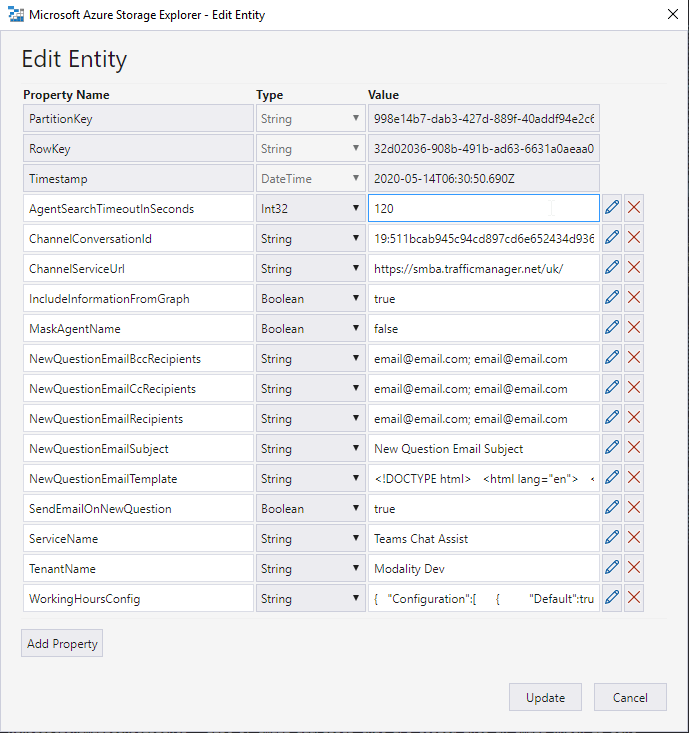 Microsoft Azure Storage Explorer - Edit Entity
Edit Entity
Property Name Type Value
PartitionKey String 998e14b7-dab3-427d-889f-40addf94e2c6
RowKey String 32d02036-908b-491b-ad63-6631a0aeaa0
Timestamp DateTime 2020-05-14T06:30:50.690Z
AgentSearchTimeoutInSeconds Int32 120
ChannelConversationId String 19:511bcab945c94cd897cd6e652434d936
ChannelServiceUrl String https://smba.trafficmanager.net/uk/
IncludeInformationFromGraph Boolean true
MaskAgentName Boolean false
NewQuestionEmailBccRecipients String email@email.com; email@email.com
NewQuestionEmailCcRecipients String email@email.com; email@email.com
NewQuestionEmailRecipients String email@email.com; email@email.com
NewQuestionEmailSubject String New Question Email Subject
NewQuestionEmailTemplate String <!DOCTYPE html> <html lang="en"> <
SendEmailOnNewQuestion Boolean true
ServiceName String Teams Chat Assist
TenantName String Modality Dev
WorkingHoursConfig String { "Configuration":[ { "Default":tru
Add Property
Update Cancel